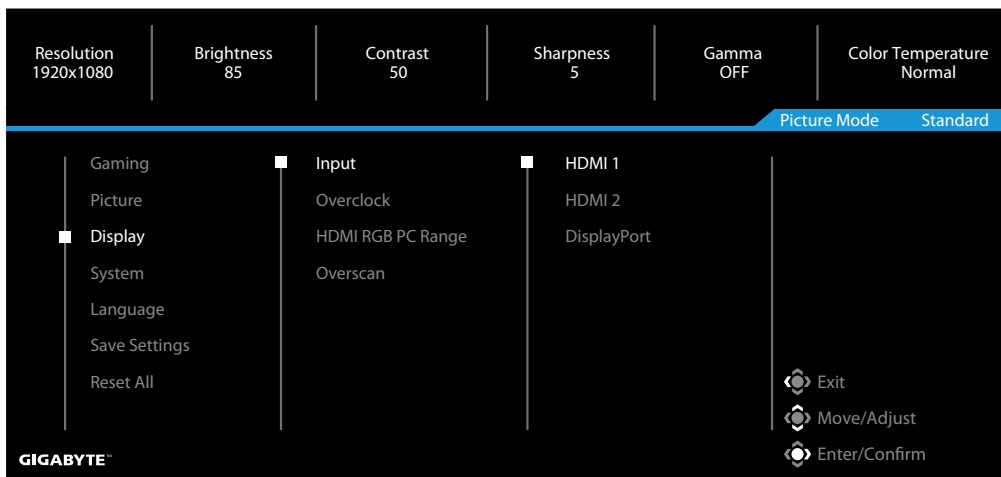 Resolution Brightness Contrast Sharpness Gamma Color Temperature
1920x1080 85 50 5 OFF Normal
Picture Mode Standard
Gaming Input HDMI 1
Picture Overclock HDMI 2
Display HDMI RGB PC Range DisplayPort
System Overscan
Language
Save Settings
Reset All Exit
Move/Adjust
GIGABYTE™ Enter/Confirm